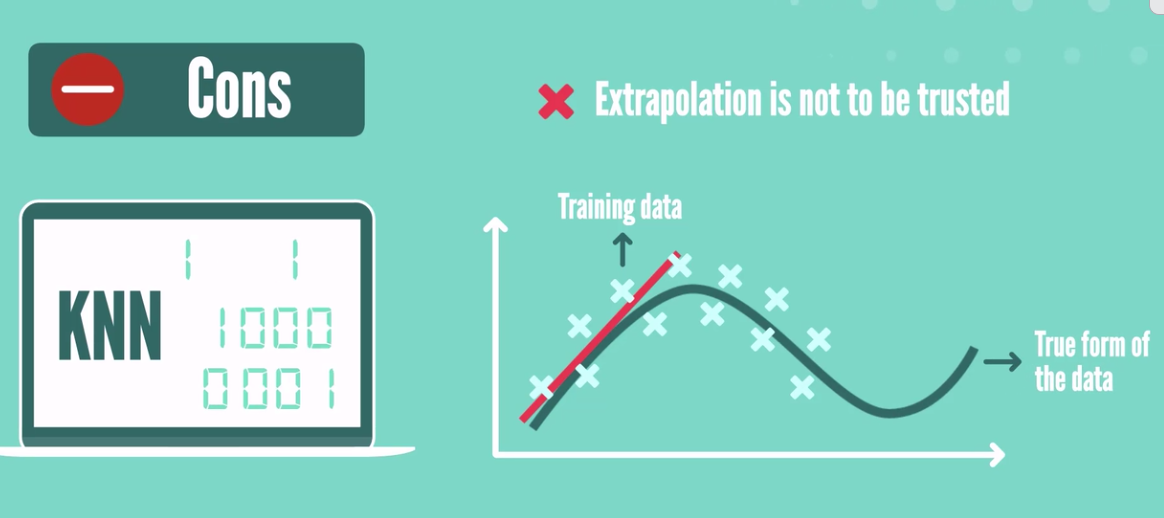 Cons
Extrapolation is not to be trusted
Training data
1 1
KNN
1000
0001
True form of
the data